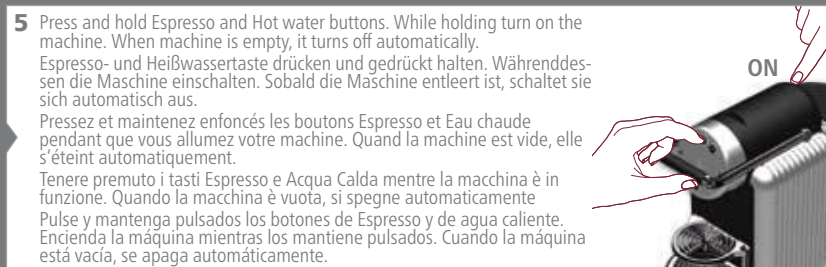 5 Press and hold Espresso and Hot water buttons. While holding turn on the
machine. When machine is empty, it turns off automatically.
Espresso- und Heißwassertaste drücken und gedrückt halten. Währenddes-
sen die Maschine einschalten. Sobald die Maschine entleert ist, schaltet sie
sich automatisch aus.
Pressez et maintenez enfoncés les boutons Espresso et Eau chaude
pendant que vous allumez votre machine. Quand la machine est vide, elle
s’éteint automatiquement.
Tenere premuto i tasti Espresso e Acqua Calda mentre la macchina è in
funzione. Quando la macchina è vuota, si spegne automaticamente
Pulse y mantenga pulsados los botones de Espresso y de agua caliente.
Encienda la máquina mientras los mantiene pulsados. Cuando la máquina
está vacía, se apaga automáticamente.
ON